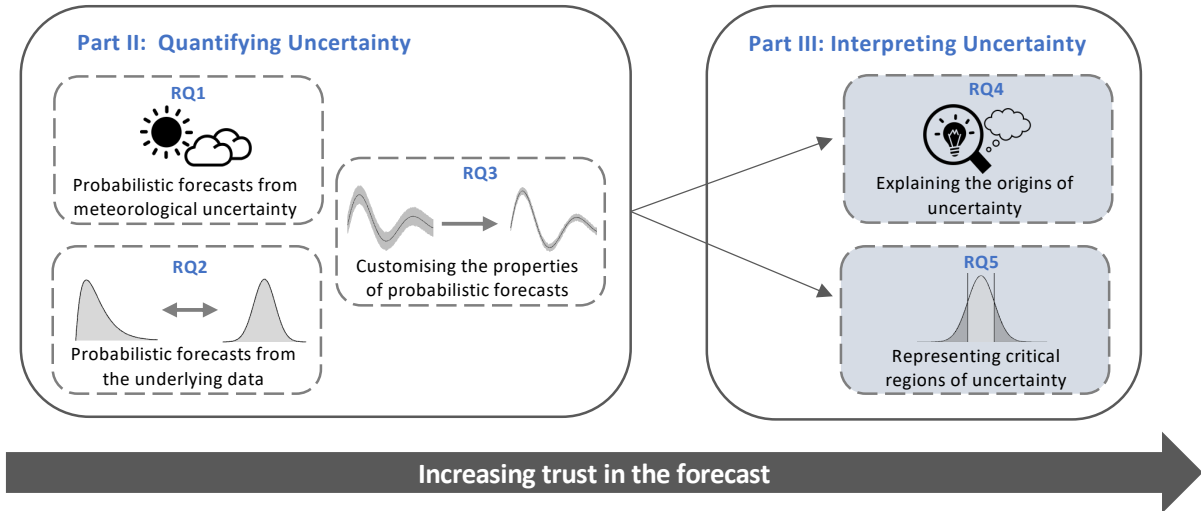 Part II: Quantifying Uncertainty
RQ1
Probabilistic forecasts from
meteorological uncertainty
RQ2
Probabilistic forecasts from
the underlying data
RQ3
Customising the properties
of probabilistic forecasts
Part III: Interpreting Uncertainty
RQ4
Explaining the origins of
uncertainty
RQ5
Representing critical
regions of uncertainty
Increasing trust in the forecast